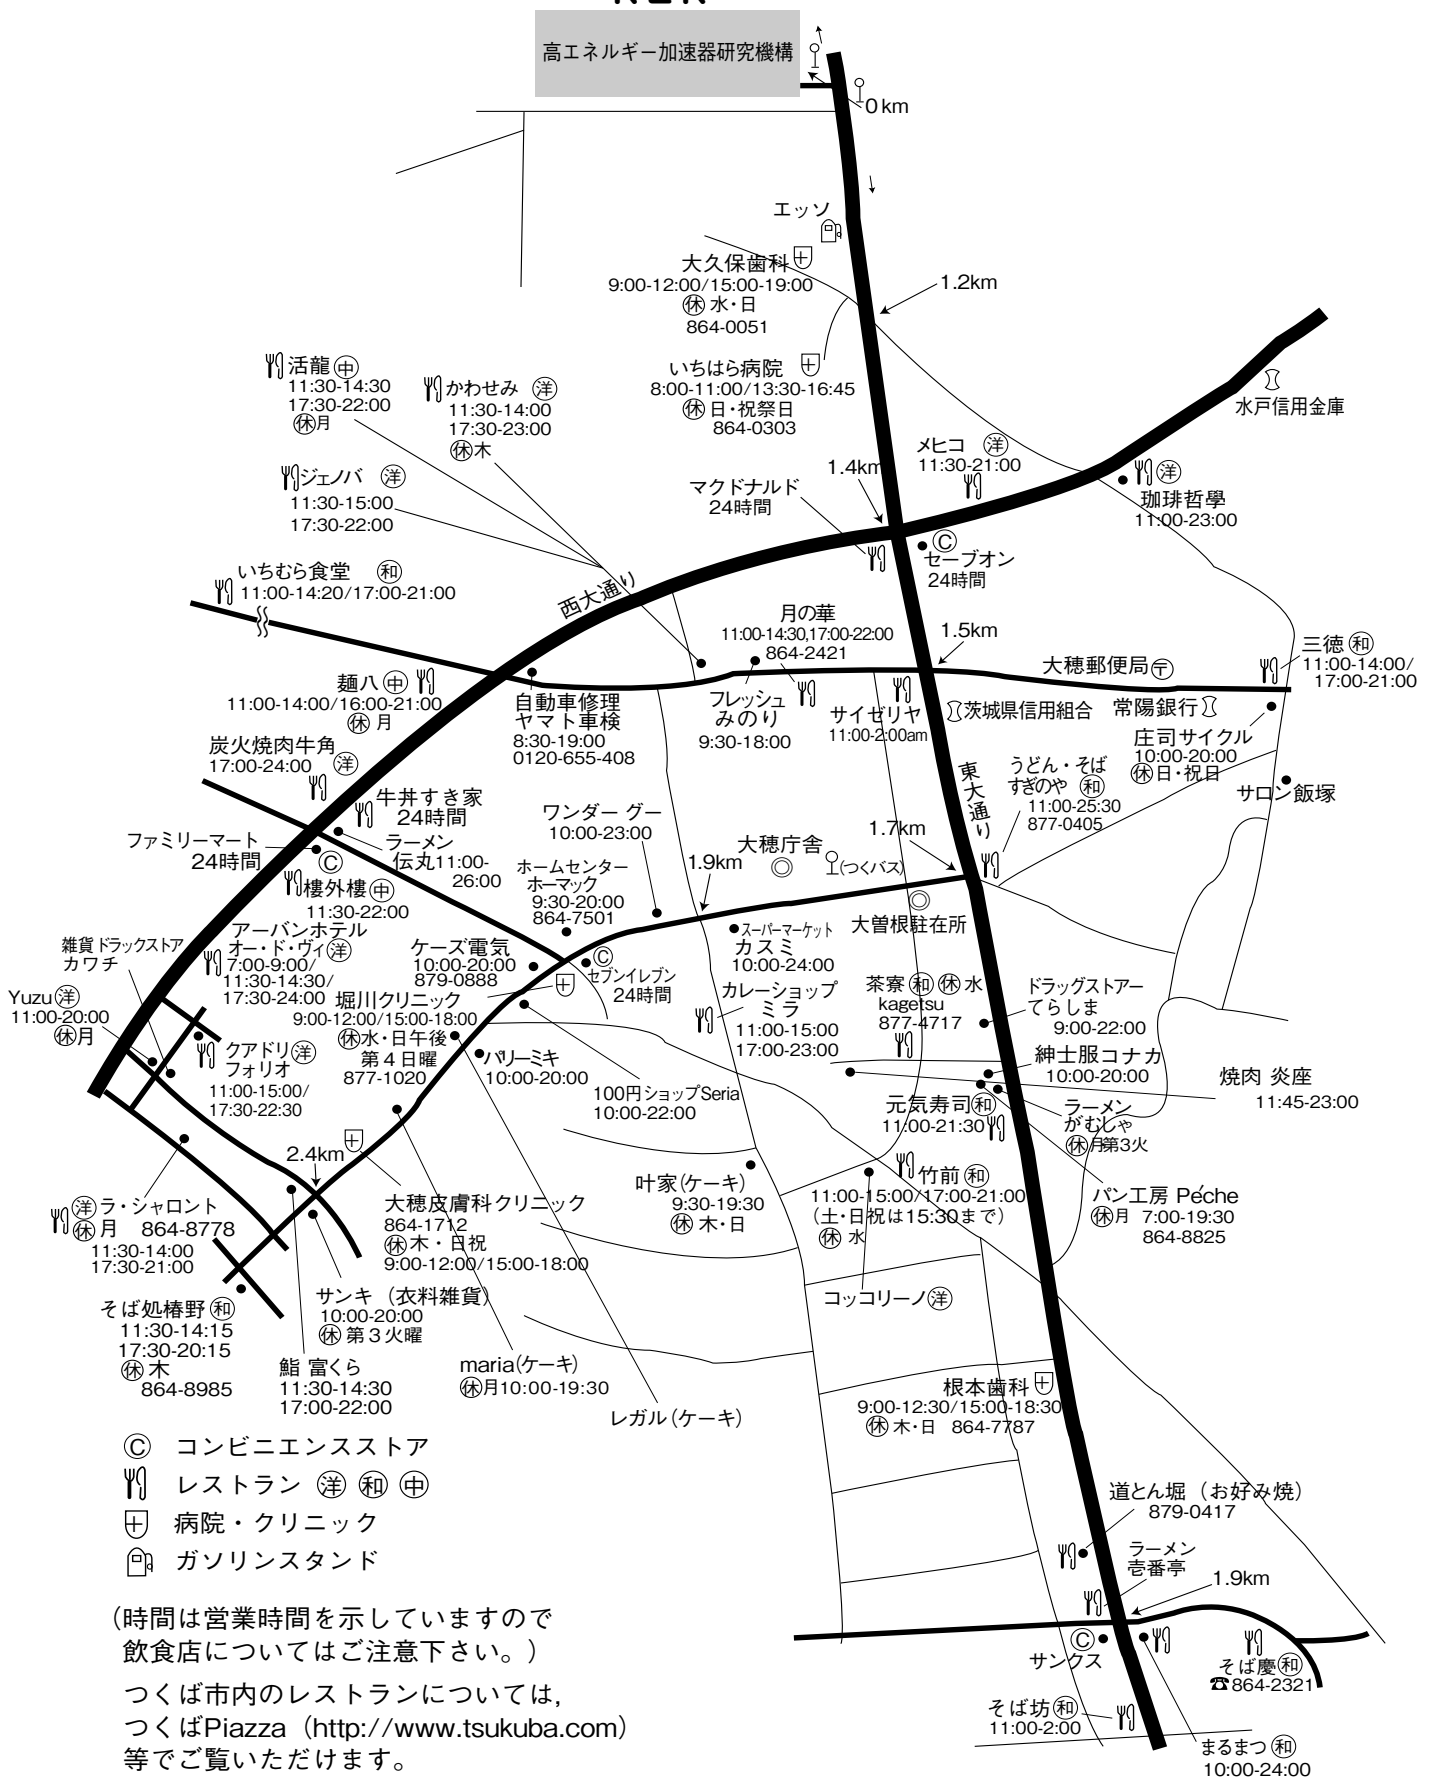 高エネルギー加速器研究機構
0 km
エッソ
大久保歯科
9:00-12:00/15:00-19:00
休 水・日
864-0051
1.2km
いちはら病院
8:00-11:00/13:30-16:45
休 日・祝祭日
864-0303
水戸信用金庫
活龍 中
11:30-14:30
17:30-22:00
休月
かわせみ 洋
11:30-14:00
17:30-23:00
休木
ジェノバ 洋
11:30-15:00
17:30-22:00
メヒコ 洋
11:30-21:00
1.4km
マクドナルド
24時間
洋
珈琲哲學
11:00-23:00
C
セーブオン
24時間
いちむら食堂 和
11:00-14:20/17:00-21:00
西大通り
月の華
11:00-14:30,17:00-22:00
864-2421
1.5km
大穂郵便局〒
三徳 和
11:00-14:00/
17:00-21:00
麺八 中
11:00-14:00/16:00-21:00
休 月
自動車修理
ヤマト車検
8:30-19:00
0120-655-408
フレッシュ
みのり
9:30-18:00
サイゼリヤ
11:00-2:00am
茨城県信用組合
常陽銀行
庄司サイクル
10:00-20:00
休日・祝日
サロン飯塚
炭火焼肉牛角
17:00-24:00 洋
牛丼すき家
24時間
ファミリーマート
24時間
C
ラーメン
伝丸11:00-
26:00
樓外樓 中
11:30-22:00
ワンダー グー
10:00-23:00
ホームセンター
ホーマック
9:30-20:00
864-7501
1.9km
大穂庁舎
(つくバス)
1.7km
東大通り
うどん・そば
すぎのや 和
11:00-25:30
877-0405
大曽根駐在所
スーパーマーケット
カスミ
10:00-24:00
雑貨 ドラックストア
カワチ
アーバンホテル
オー・ド・ヴィ 洋
7:00-9:00/
11:30-14:30/
17:30-24:00
ケーズ電気
10:00-20:00
879-0888
C
セブンイレブン
24時間
Yuzu 洋
11:00-20:00
休月
堀川クリニック
9:00-12:00/15:00-18:00
休水・日午後
第4日曜
877-1020
カレーショップ
ミラ
11:00-15:00
17:00-23:00
茶寮 和 休 水
kagetsu
877-4717
ドラッグストアー
てらしま
9:00-22:00
クアドリ 洋
フォリオ
11:00-15:00/
17:30-22:30
パリーミキ
10:00-20:00
100円ショップSeria
10:00-22:00
紳士服コナカ
10:00-20:00
焼肉 炎座
11:45-23:00
元気寿司 和
11:00-21:30
ラーメン
がむしゃ
休月第3火
2.4km
洋 ラ・シャロント
休 月 864-8778
11:30-14:00
17:30-21:00
大穂皮膚科クリニック
864-1712
休木・日祝
9:00-12:00/15:00-18:00
叶家(ケーキ)
9:30-19:30
休 木・日
竹前 和
11:00-15:00/17:00-21:00
(土・日祝は15:30まで)
休 水
パン工房 Péche
休月 7:00-19:30
864-8825
コッコリーノ 洋
そば処椿野 和
11:30-14:15
17:30-20:15
休 木
864-8985
サンキ (衣料雑貨)
10:00-20:00
休 第3火曜
鮨 富くら
11:30-14:30
17:00-22:00
maria(ケーキ)
休月10:00-19:30
レガル(ケーキ)
根本歯科
9:00-12:30/15:00-18:30
休 木・日 864-7787
C コンビニエンスストア
レストラン 洋 和 中
病院・クリニック
ガソリンスタンド
道とん堀 (お好み焼)
879-0417
ラーメン
壱番亭
1.9km
C
サンクス
そば慶 和
☎864-2321
そば坊 和
11:00-2:00
まるまつ 和
10:00-24:00
(時間は営業時間を示していますので
飲食店についてはご注意下さい。)
つくば市内のレストランについては,
つくばPiazza (http://www.tsukuba.com)
等でご覧いただけます。